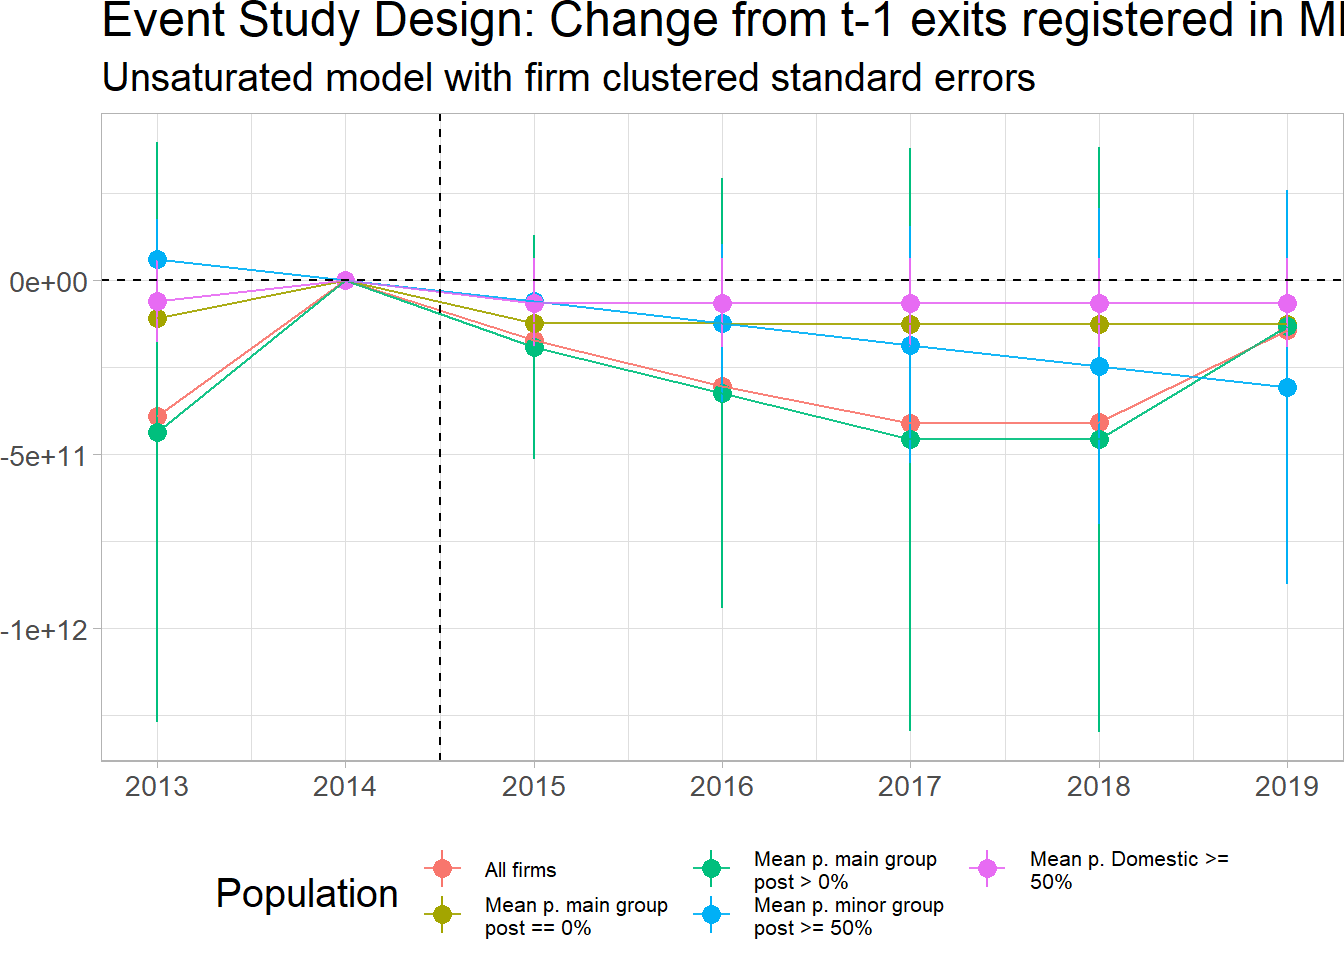 Event Study Design: Change from t-1 exits registered in
Unsaturated model with firm clustered standard errors
0e+00
-5e+11
-1e+12
2013 2014 2015 2016 2017 2018 2019
Population
All firms
Mean p. main group
post == 0%
Mean p. main group
post > 0%
Mean p. minor group
post >= 50%
Mean p. Domestic >=
50%